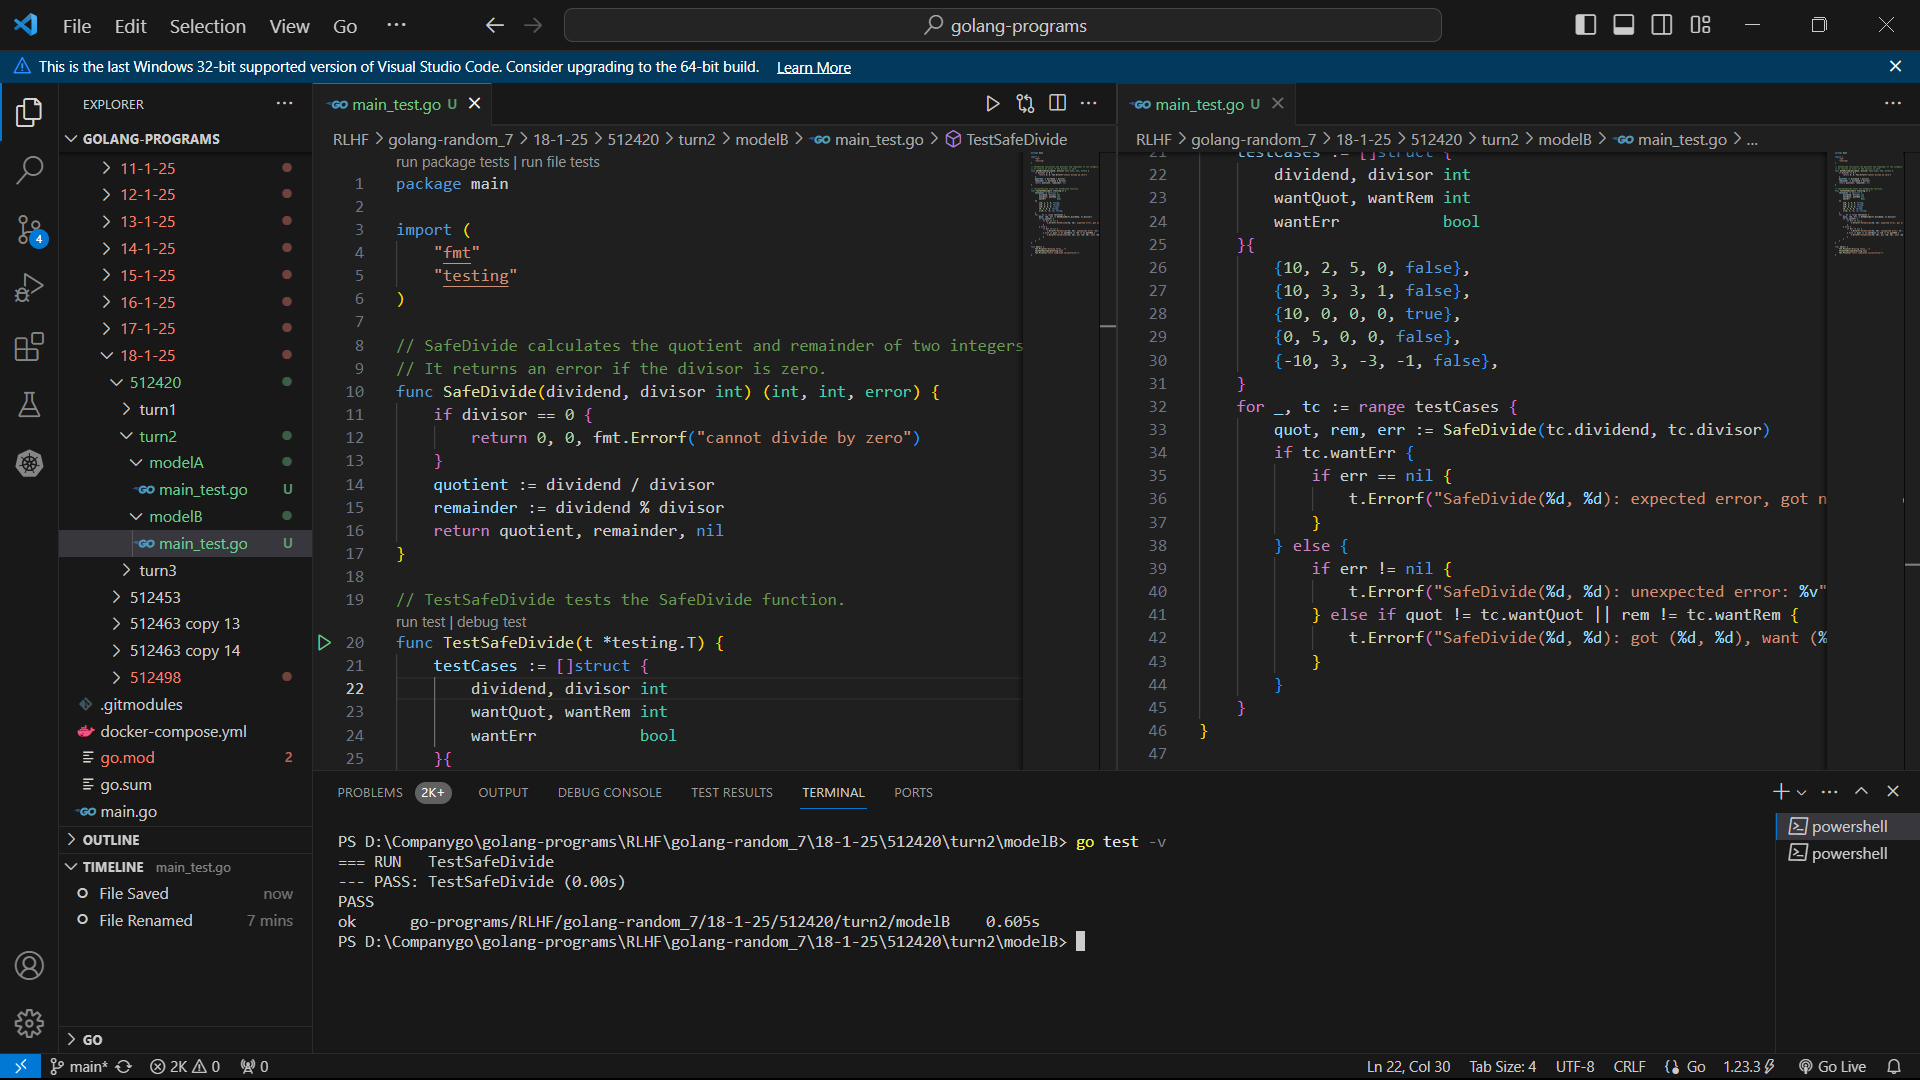 File Edit Selection View Go ···
golang-programs
This is the last Windows 32-bit supported version of Visual Studio Code. Consider upgrading to the 64-bit build. Learn More
EXPLORER
GOLANG-PROGRAMS
11-1-25
12-1-25
13-1-25
14-1-25
15-1-25
16-1-25
17-1-25
18-1-25
512420
turn1
turn2
modelA
main_test.go U
modelB
main_test.go U
turn3
512453
512463 copy 13
512463 copy 14
512498
.gitmodules
docker-compose.yml
go.mod 2
go.sum
main.go
OUTLINE
TIMELINE main_test.go
File Saved now
File Renamed 7 mins
GO
4
main_test.go U
RLHF > golang-random_7 > 18-1-25 > 512420 > turn2 > modelB > main_test.go > TestSafeDivide
run package tests | run file tests
1 package main
2
3 import (
4 "fmt"
5 "testing"
6 )
7
8 // SafeDivide calculates the quotient and remainder of two integers
9 // It returns an error if the divisor is zero.
10 func SafeDivide(dividend, divisor int) (int, int, error) {
11 if divisor == 0 {
12 return 0, 0, fmt.Errorf("cannot divide by zero")
13 }
14 quotient := dividend / divisor
15 remainder := dividend % divisor
16 return quotient, remainder, nil
17 }
18
19 // TestSafeDivide tests the SafeDivide function.
run test | debug test
20 func TestSafeDivide(t *testing.T) {
21 testCases := []struct {
22 dividend, divisor int
23 wantQuot, wantRem int
24 wantErr bool
25 }{
main_test.go U
RLHF > golang-random_7 > 18-1-25 > 512420 > turn2 > modelB > main_test.go > ...
21 testCases := []struct {
22 dividend, divisor int
23 wantQuot, wantRem int
24 wantErr bool
25 }{
26 {10, 2, 5, 0, false},
27 {10, 3, 3, 1, false},
28 {10, 0, 0, 0, true},
29 {0, 5, 0, 0, false},
30 {-10, 3, -3, -1, false},
31 }
32 for _, tc := range testCases {
33 quot, rem, err := SafeDivide(tc.dividend, tc.divisor)
34 if tc.wantErr {
35 if err == nil {
36 t.Errorf("SafeDivide(%d, %d): expected error, got n
37 }
38 } else {
39 if err != nil {
40 t.Errorf("SafeDivide(%d, %d): unexpected error: %v"
41 } else if quot != tc.wantQuot || rem != tc.wantRem {
42 t.Errorf("SafeDivide(%d, %d): got (%d, %d), want (%
43 }
44 }
45 }
46 }
47
PROBLEMS 2K+ OUTPUT DEBUG CONSOLE TEST RESULTS TERMINAL PORTS
PS D:\Companygo\golang-programs\RLHF\golang-random_7\18-1-25\512420\turn2\modelB> go test -v
=== RUN TestSafeDivide
--- PASS: TestSafeDivide (0.00s)
PASS
ok go-programs/RLHF/golang-random_7/18-1-25/512420/turn2/modelB 0.605s
PS D:\Companygo\golang-programs\RLHF\golang-random_7\18-1-25\512420\turn2\modelB>
powershell
powershell
main* 2K 0 0 Ln 22, Col 30 Tab Size: 4 UTF-8 CRLF Go 1.23.3 Go Live